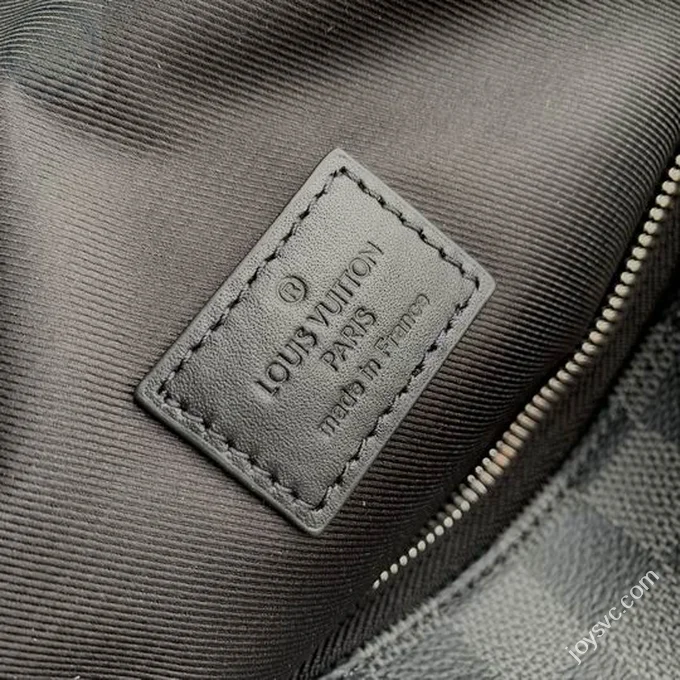 ®
LOUIS VUITTON
PARIS
made in France
joysvc.com